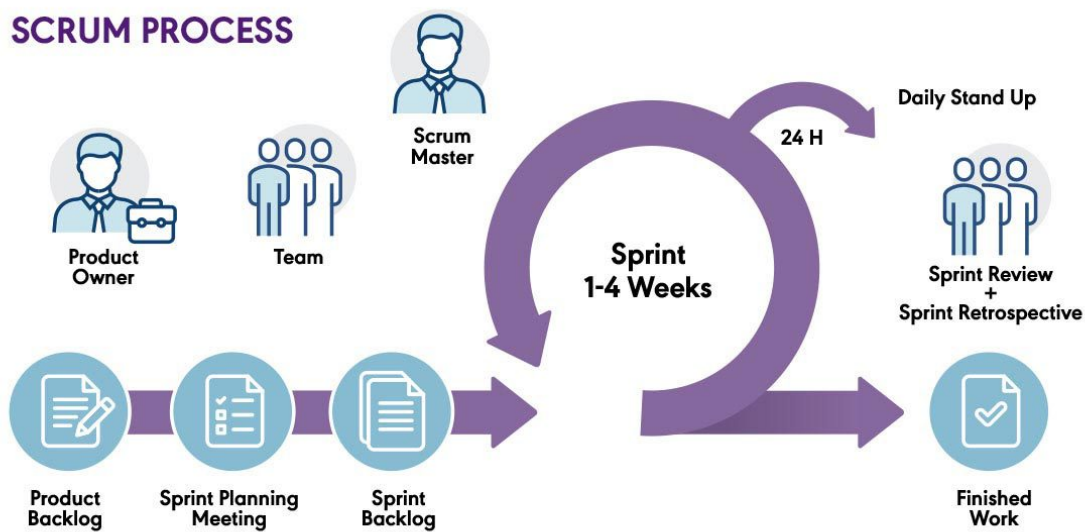 SCRUM PROCESS
Product
Owner
Team
Scrum
Master
Sprint
1-4 Weeks
24 H
Daily Stand Up
Sprint Review
+
Sprint Retrospective
Product
Backlog
Sprint Planning
Meeting
Sprint
Backlog
Finished
Work